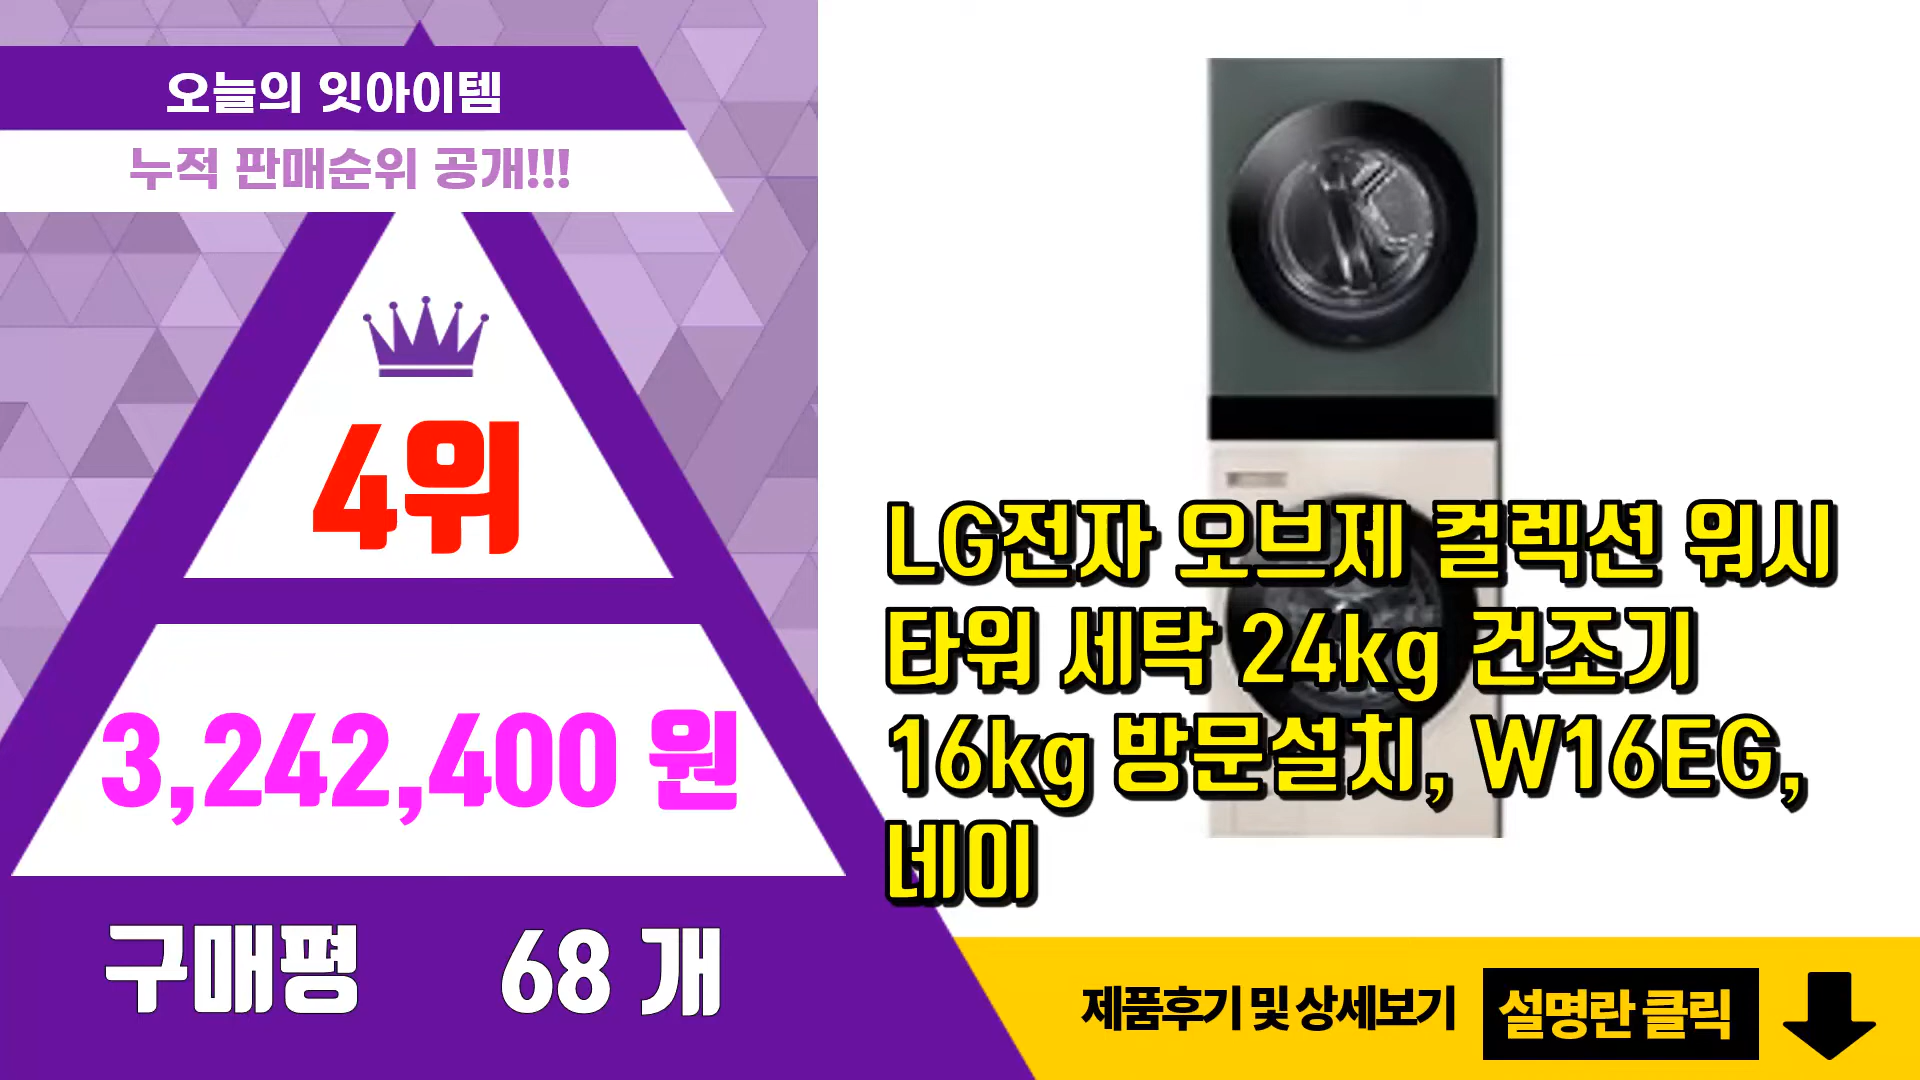 오늘의 잇아이템
누적 판매순위 공개!!!
4위
3,242,400 원
구매평 68 개
LG전자 오브제 컬렉션 워시
타워 세탁 24kg 건조기
16kg 방문설치, W16EG,
네이
제품후기 및 상세보기
설명란 클릭